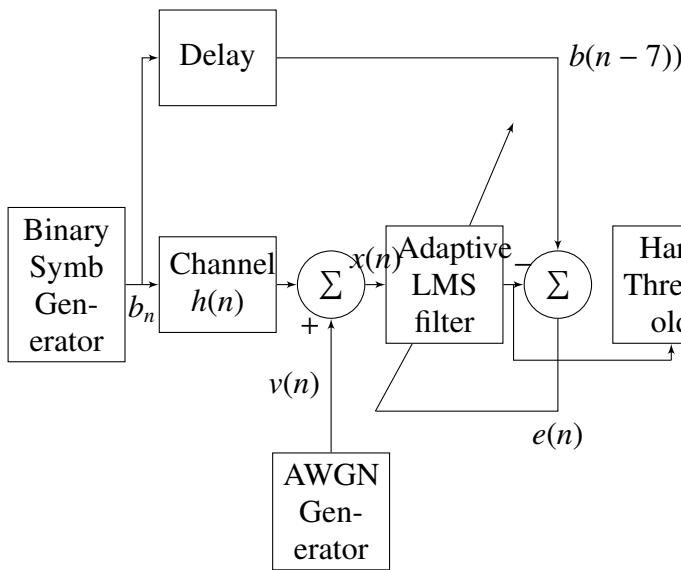 Delay
b(n − 7))
Binary
Symb
Gen-
erator
b_n
Channel
h(n)
Σ
+
x(n)
Adaptive
LMS
filter
−
Σ
v(n)
e(n)
AWGN
Gen-
erator